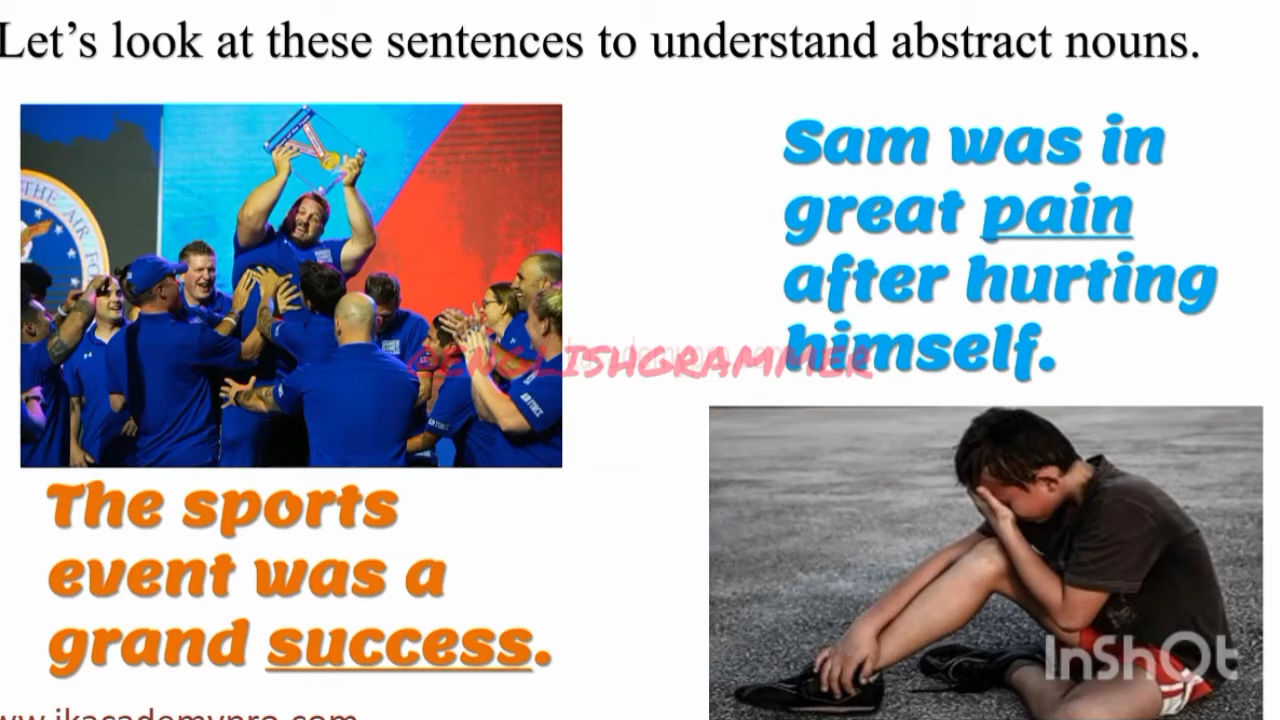 Let's look at these sentences to understand abstract nouns.
Sam was in
great pain
after hurting
himself.
@ENGLISHGRAMMER
The sports
event was a
grand success.
InShOt